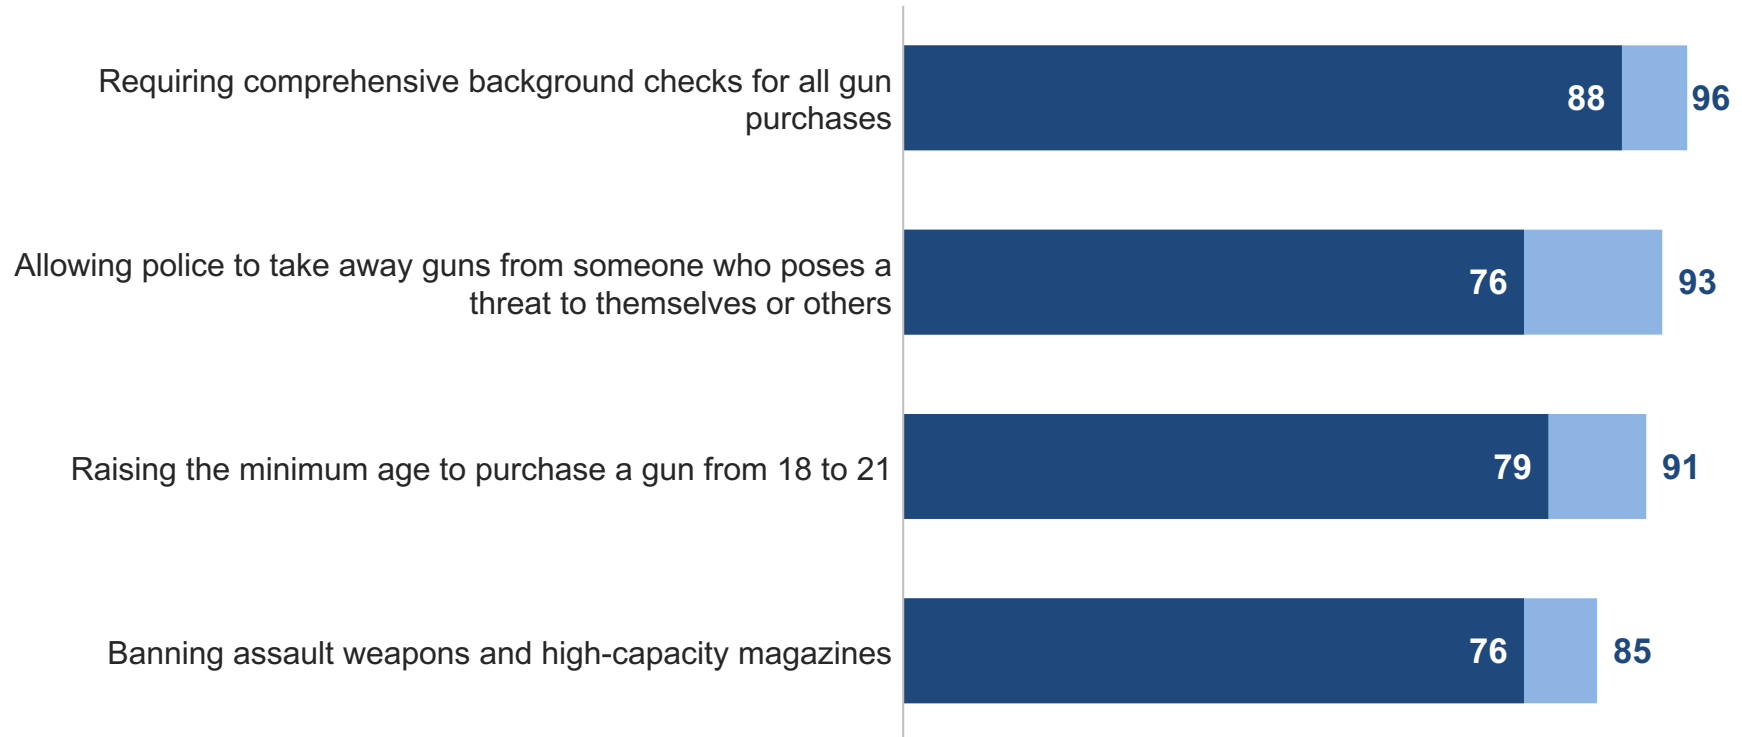 Requiring comprehensive background checks for all gun
purchases
88 96
Allowing police to take away guns from someone who poses a
threat to themselves or others
76 93
Raising the minimum age to purchase a gun from 18 to 21
79 91
Banning assault weapons and high-capacity magazines
76 85